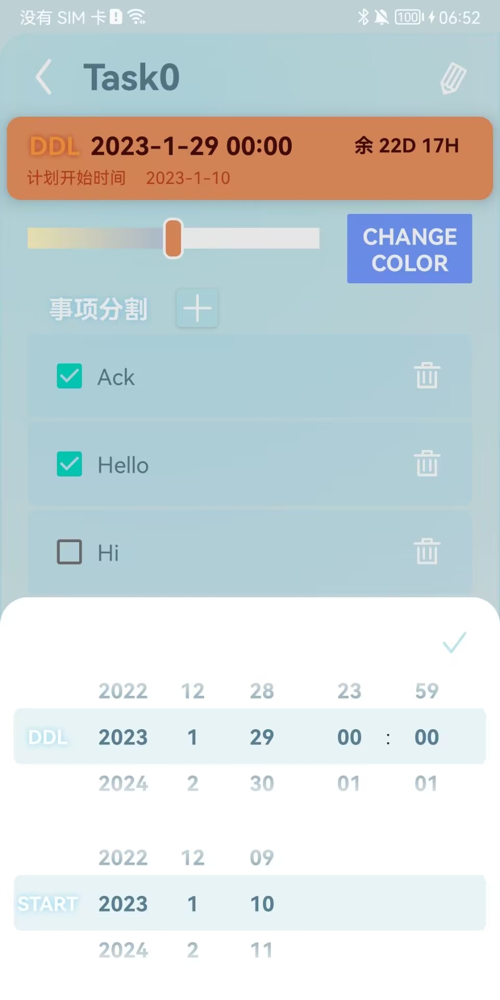 没有 SIM 卡 100 06:52
Task0
DDL 2023-1-29 00:00 余 22D 17H
计划开始时间 2023-1-10
CHANGE
COLOR
事项分割
Ack
Hello
Hi
2022 12 28 23 59
DDL 2023 1 29 00 : 00
2024 2 30 01 01
2022 12 09
START 2023 1 10
2024 2 11